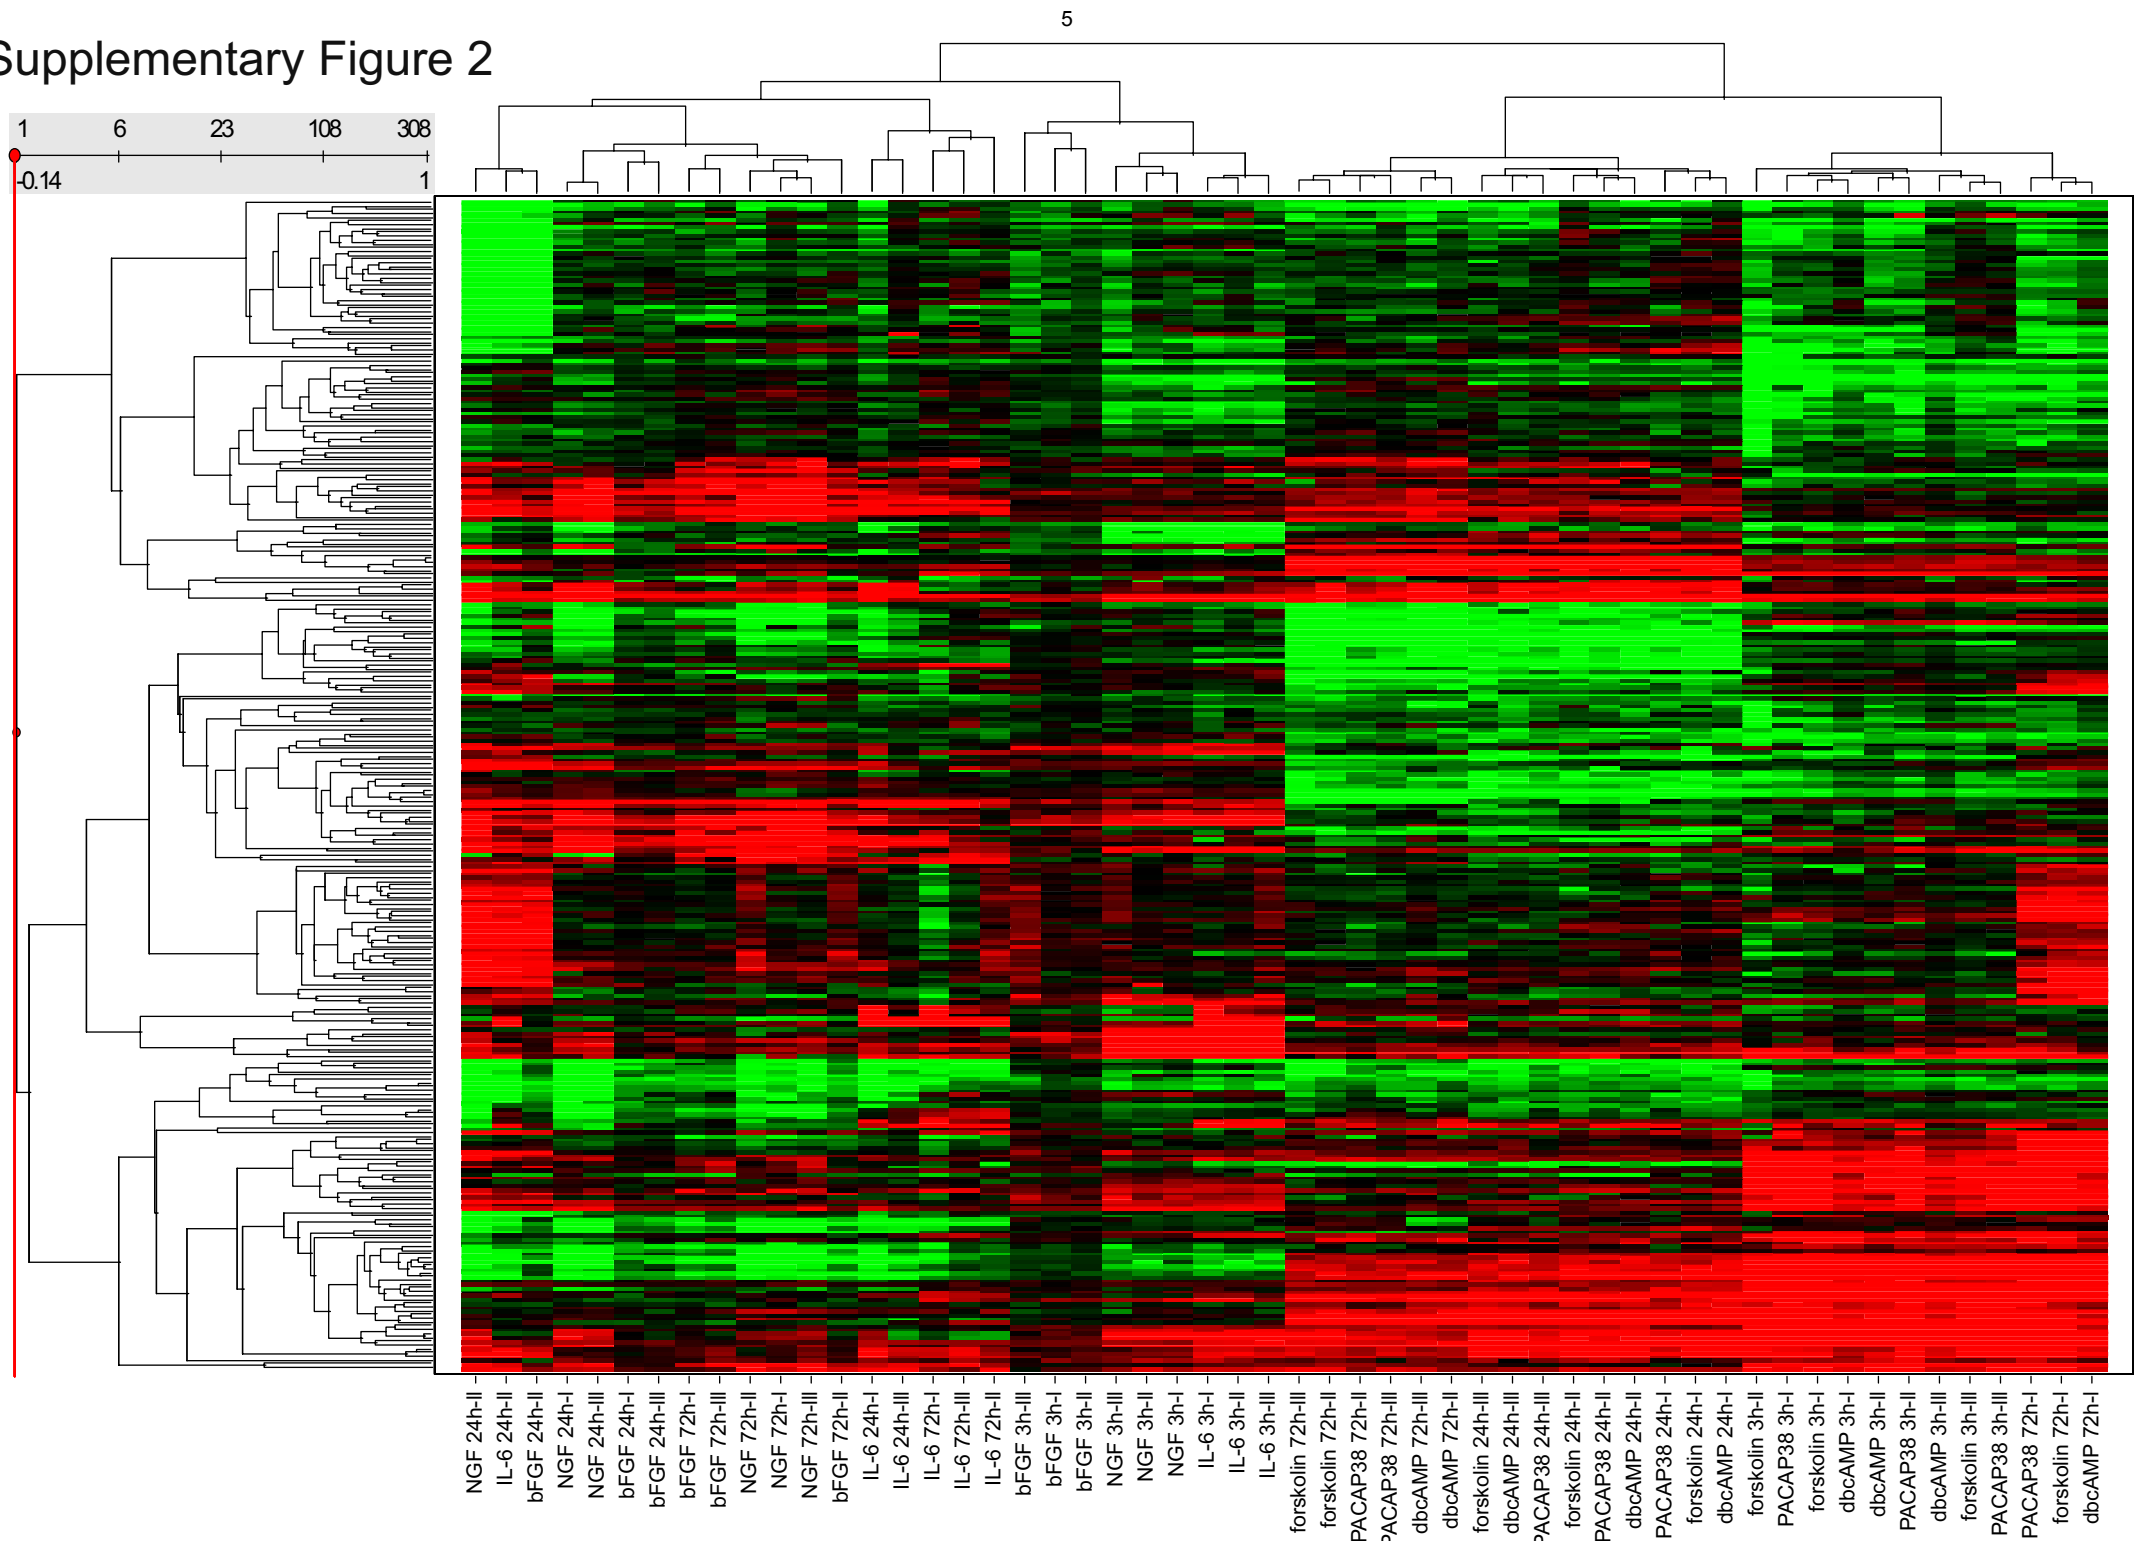 5
Supplementary Figure 2
1 6 23 108 308
-0.14 1
NGF 24h-II
IL-6 24h-II
bFGF 24h-II
NGF 24h-I
NGF 24h-III
bFGF 24h-I
bFGF 24h-III
bFGF 72h-I
bFGF 72h-III
NGF 72h-II
NGF 72h-I
NGF 72h-III
bFGF 72h-II
IL-6 24h-I
IL-6 24h-III
IL-6 72h-I
IL-6 72h-III
IL-6 72h-II
bFGF 3h-III
bFGF 3h-I
bFGF 3h-II
NGF 3h-III
NGF 3h-II
NGF 3h-I
IL-6 3h-I
IL-6 3h-II
IL-6 3h-III
forskolin 72h-III
forskolin 72h-II
PACAP38 72h-II
PACAP38 72h-III
dbcAMP 72h-III
dbcAMP 72h-II
forskolin 24h-III
dbcAMP 24h-III
PACAP38 24h-III
forskolin 24h-II
PACAP38 24h-II
dbcAMP 24h-II
PACAP38 24h-I
forskolin 24h-I
dbcAMP 24h-I
forskolin 3h-II
PACAP38 3h-I
forskolin 3h-I
dbcAMP 3h-I
dbcAMP 3h-II
PACAP38 3h-II
dbcAMP 3h-III
forskolin 3h-III
PACAP38 3h-III
PACAP38 72h-I
forskolin 72h-I
dbcAMP 72h-I